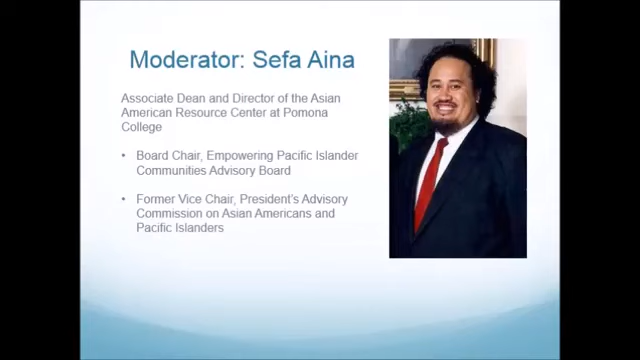 Moderator: Sefa Aina
Associate Dean and Director of the Asian
American Resource Center at Pomona
College
• Board Chair, Empowering Pacific Islander
Communities Advisory Board
• Former Vice Chair, President's Advisory
Commission on Asian Americans and
Pacific Islanders